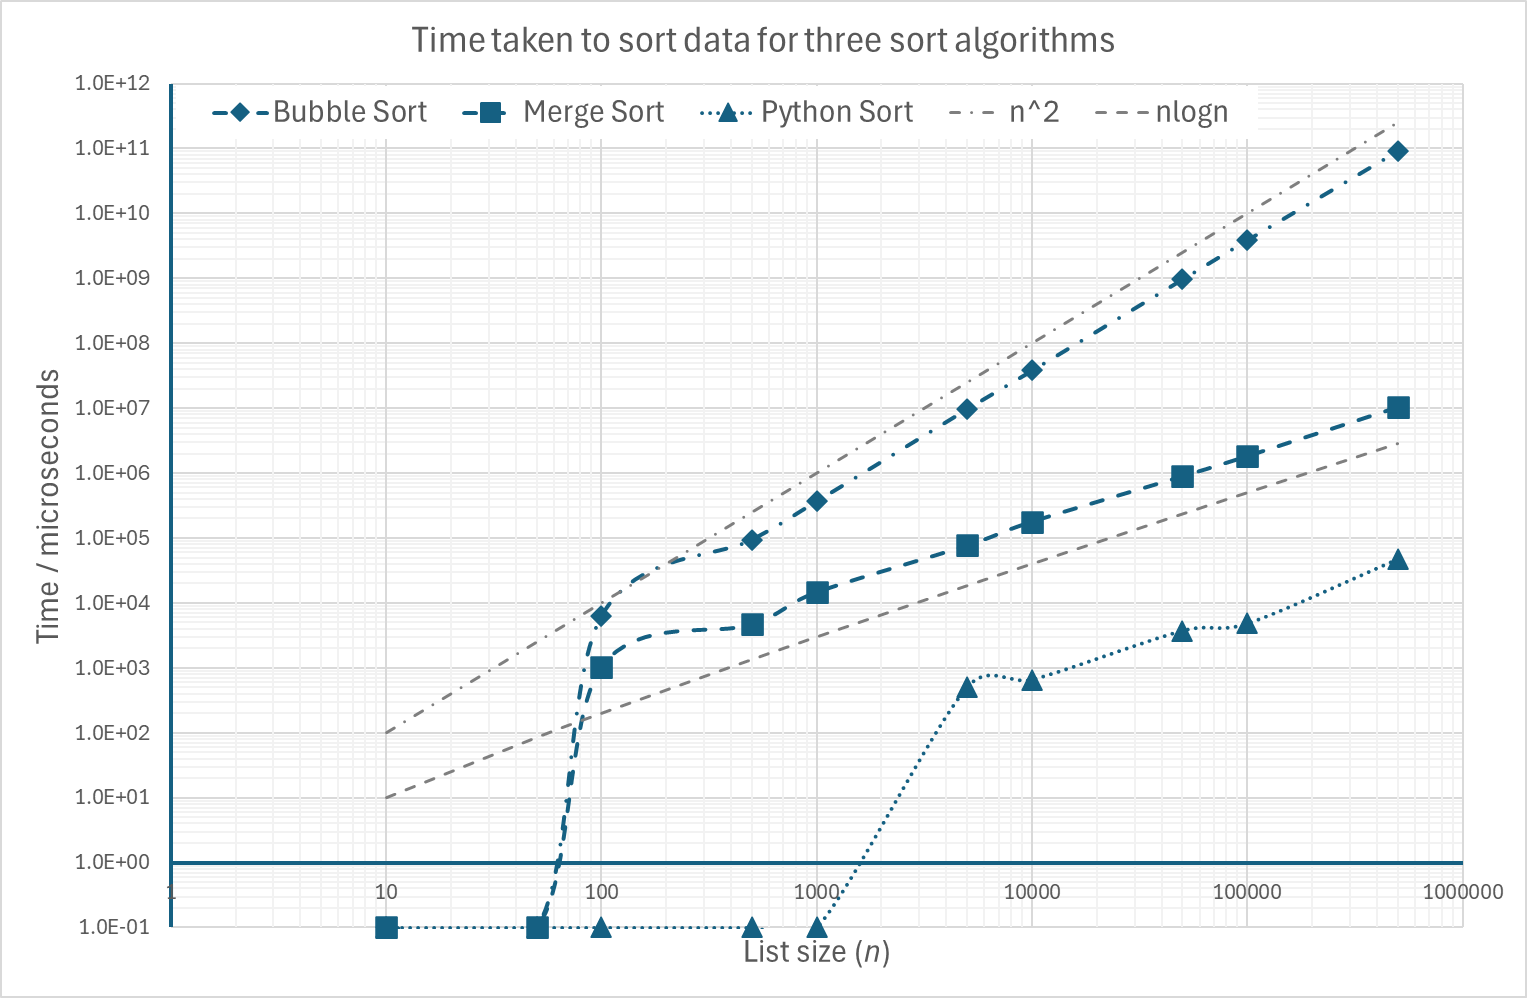 Time taken to sort data for three sort algorithms
1.0E+12
Bubble Sort Merge Sort Python Sort n^2 nlogn
1.0E+11
1.0E+10
1.0E+09
1.0E+08
1.0E+07
1.0E+06
1.0E+05
1.0E+04
1.0E+03
1.0E+02
1.0E+01
1.0E+00
1.0E-01
Time / microseconds
1 10 100 1000 10000 100000 1000000
List size (n)